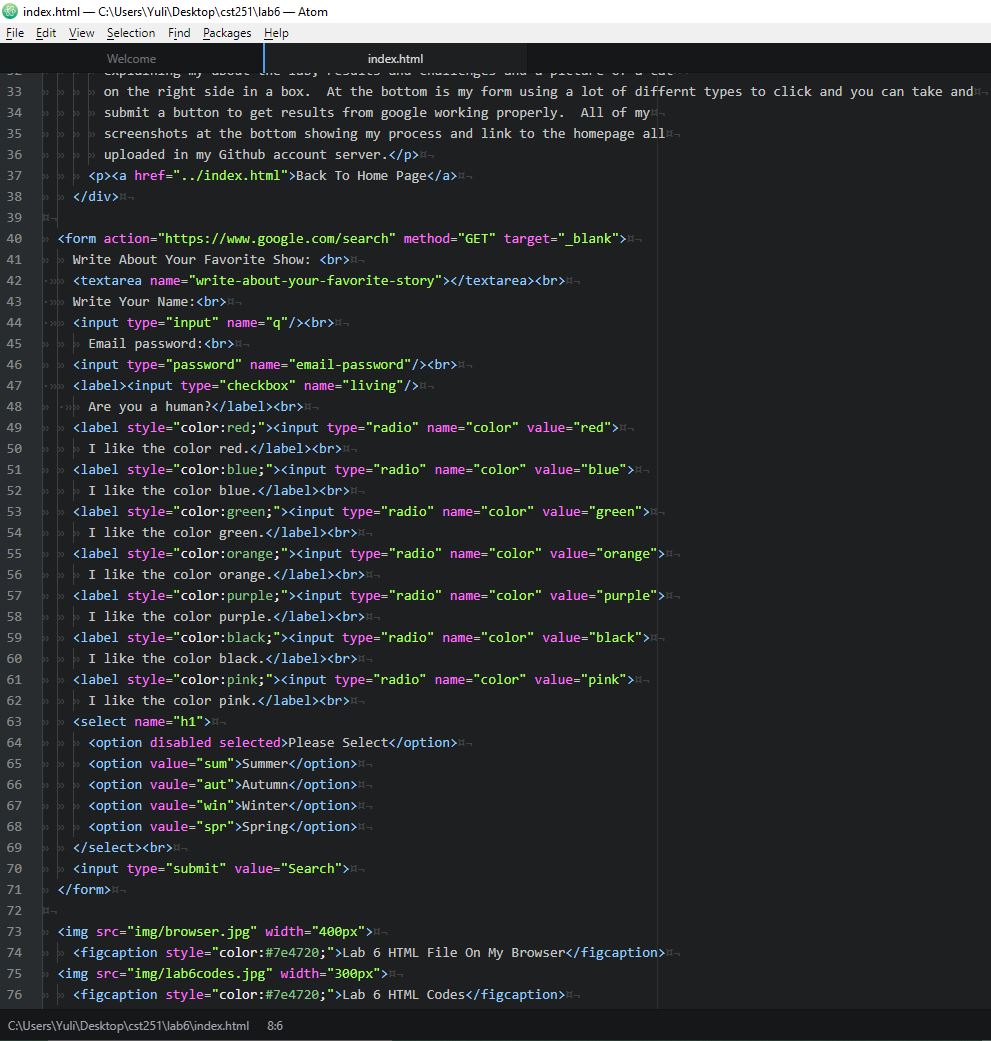 index.html — C:\Users\Yuli\Desktop\cst251\lab6 — Atom
File Edit View Selection Find Packages Help
Welcome index.html
32 explaining my about the lab, results and challenges and a picture of a cat
33 on the right side in a box.  At the bottom is my form using a lot of differnt types to click and you can take and
34 submit a button to get results from google working properly.  All of my
35 screenshots at the bottom showing my process and link to the homepage all
36 uploaded in my Github account server.</p>
37 <p><a href="../index.html">Back To Home Page</a>
38 </div>
39
40 <form action="https://www.google.com/search" method="GET" target="_blank">
41 Write About Your Favorite Show: <br>
42 <textarea name="write-about-your-favorite-story"></textarea><br>
43 Write Your Name:<br>
44 <input type="input" name="q"/><br>
45 Email password:<br>
46 <input type="password" name="email-password"/><br>
47 <label><input type="checkbox" name="living"/>
48 Are you a human?</label><br>
49 <label style="color:red;"><input type="radio" name="color" value="red">
50 I like the color red.</label><br>
51 <label style="color:blue;"><input type="radio" name="color" value="blue">
52 I like the color blue.</label><br>
53 <label style="color:green;"><input type="radio" name="color" value="green">
54 I like the color green.</label><br>
55 <label style="color:orange;"><input type="radio" name="color" value="orange">
56 I like the color orange.</label><br>
57 <label style="color:purple;"><input type="radio" name="color" value="purple">
58 I like the color purple.</label><br>
59 <label style="color:black;"><input type="radio" name="color" value="black">
60 I like the color black.</label><br>
61 <label style="color:pink;"><input type="radio" name="color" value="pink">
62 I like the color pink.</label><br>
63 <select name="h1">
64 <option disabled selected>Please Select</option>
65 <option value="sum">Summer</option>
66 <option vaule="aut">Autumn</option>
67 <option vaule="win">Winter</option>
68 <option vaule="spr">Spring</option>
69 </select><br>
70 <input type="submit" value="Search">
71 </form>
72
73 <img src="img/browser.jpg" width="400px">
74 <figcaption style="color:#7e4720;">Lab 6 HTML File On My Browser</figcaption>
75 <img src="img/lab6codes.jpg" width="300px">
76 <figcaption style="color:#7e4720;">Lab 6 HTML Codes</figcaption>
C:\Users\Yuli\Desktop\cst251\lab6\index.html 8:6